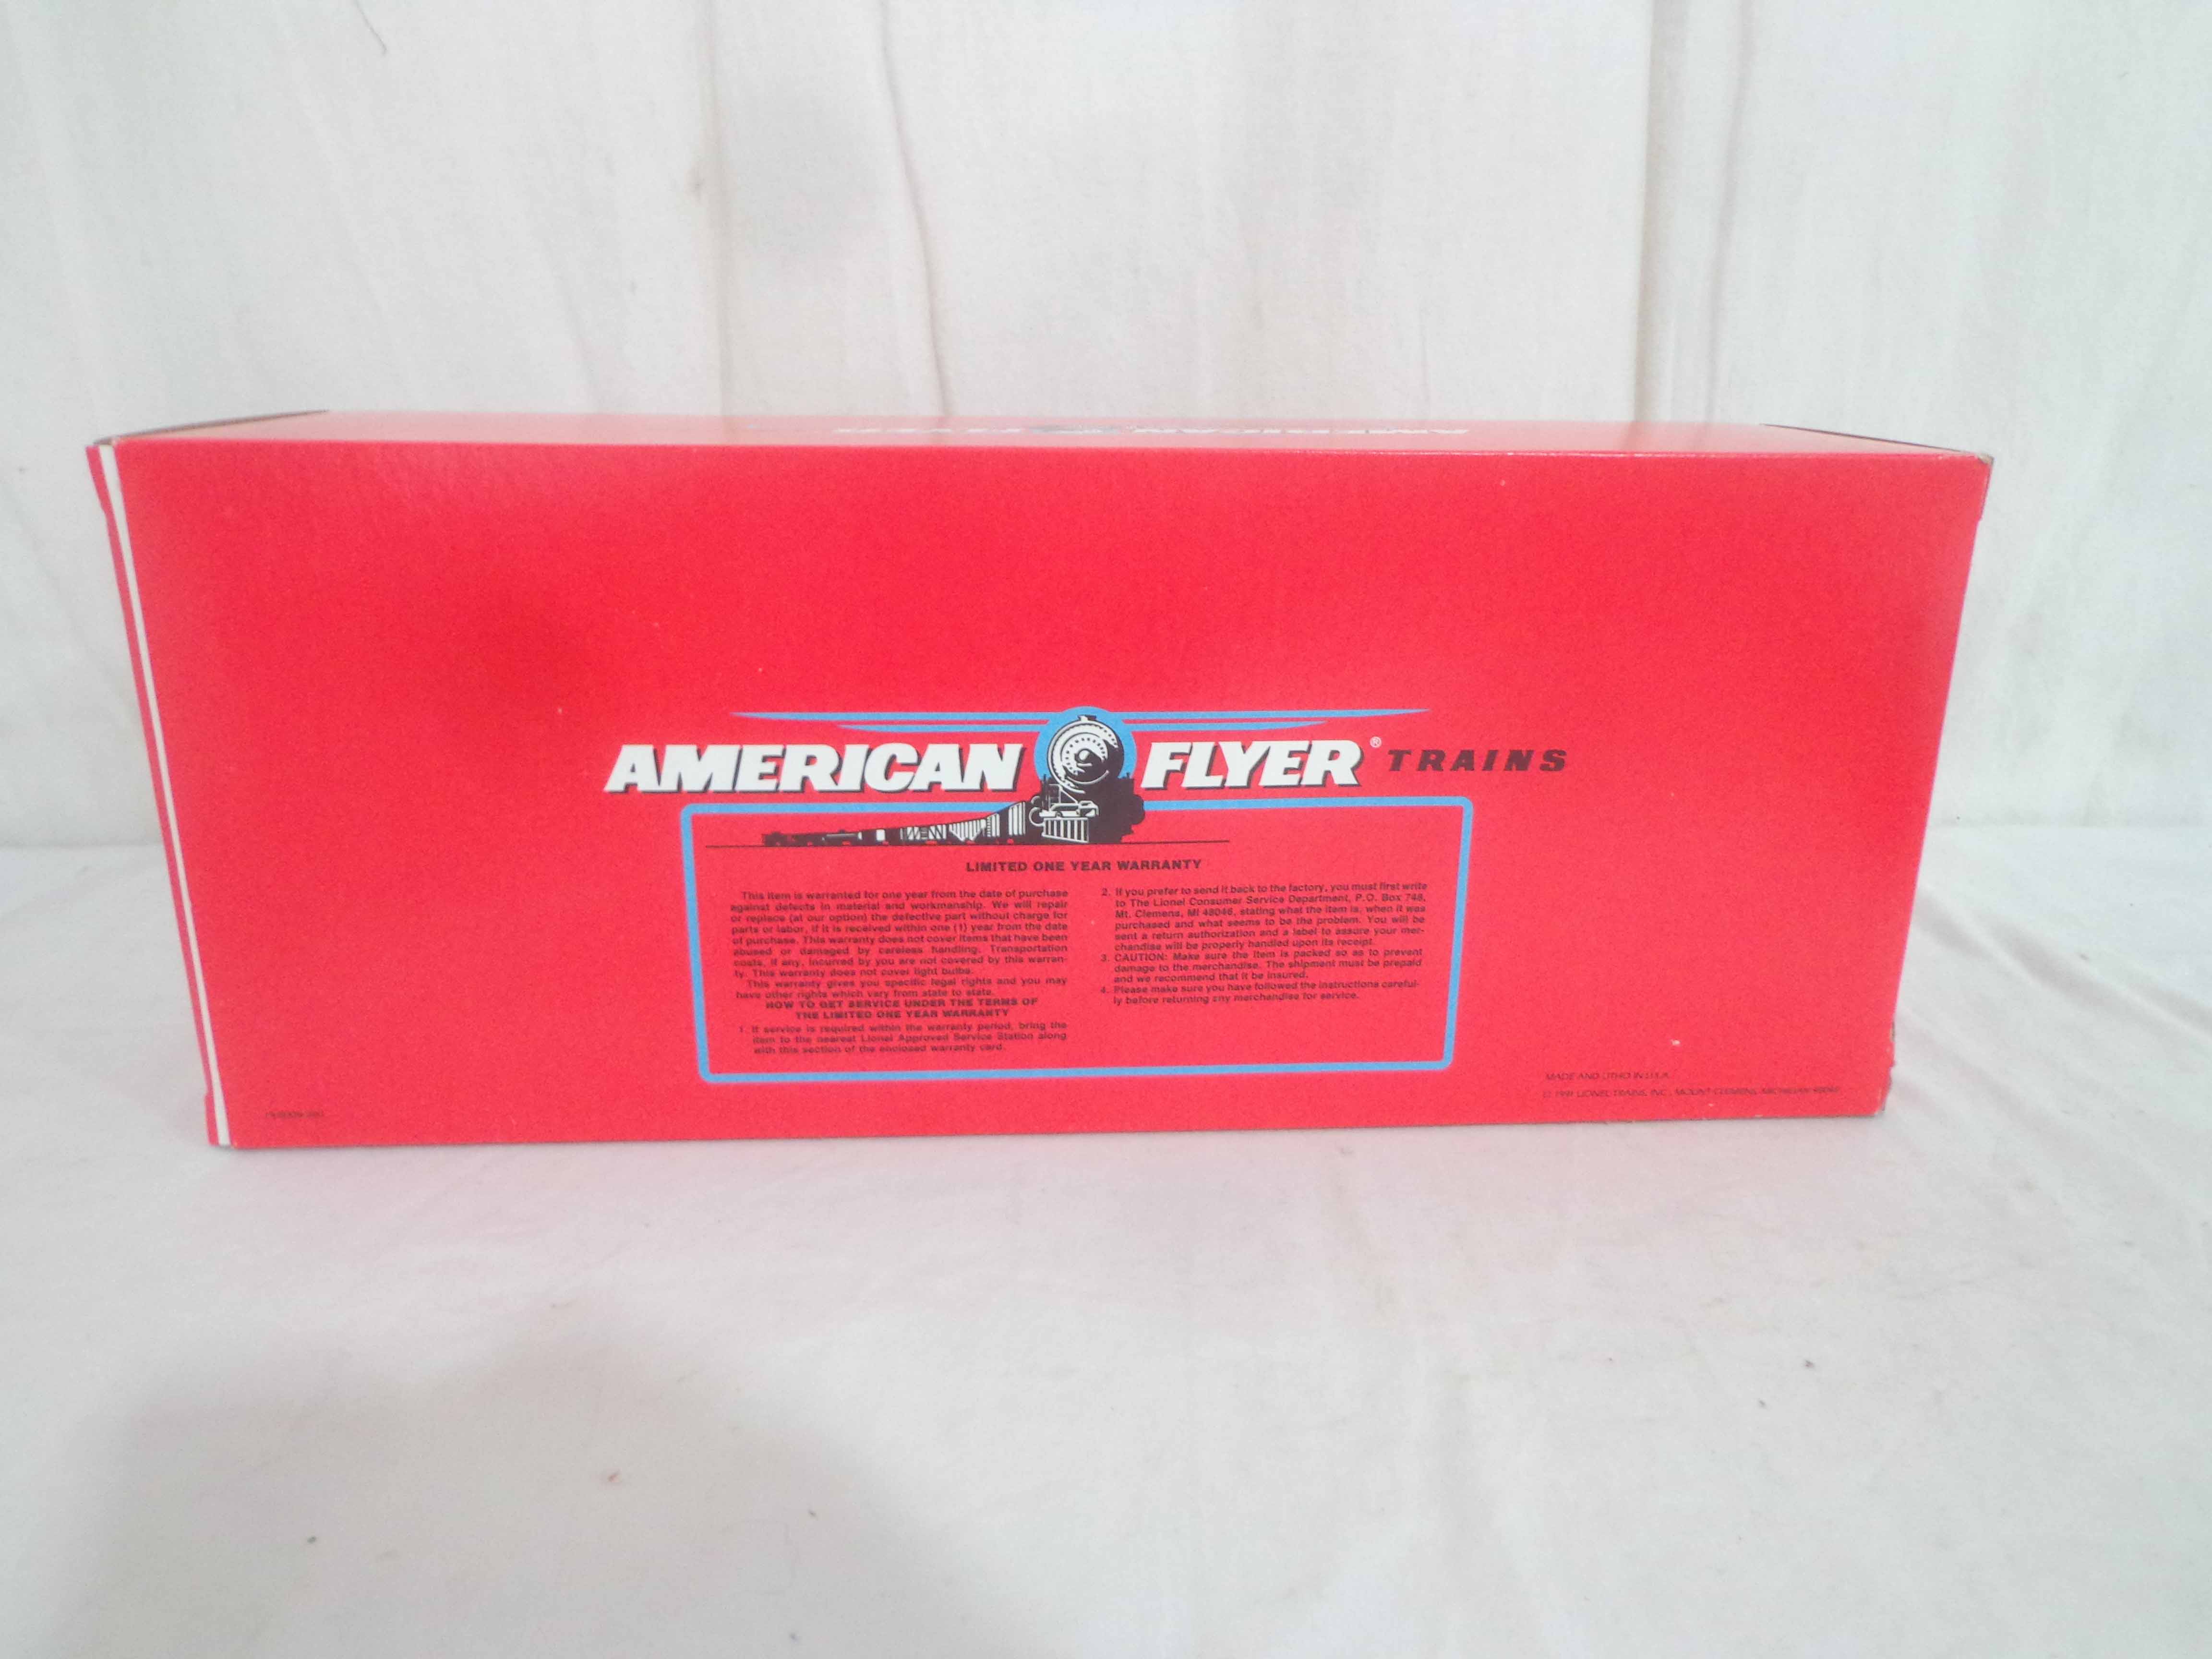 AMERICAN FLYER® TRAINS
LIMITED ONE YEAR WARRANTY
This item is warranted for one year from the date of purchase
against defects in material and workmanship. We will repair
or replace (at our option) the defective part without charge for
parts or labor, if it is received within one (1) year from the date
of purchase. This warranty does not cover items that have been
abused or damaged by careless handling. Transportation
costs, if any, incurred by you are not covered by this warran-
ty. This warranty does not cover light bulbs.
This warranty gives you specific legal rights and you may
have other rights which vary from state to state.
HOW TO GET SERVICE UNDER THE TERMS OF
THE LIMITED ONE YEAR WARRANTY
1. If service is required within the warranty period, bring the
item to the nearest Lionel Approved Service Station along
with this section of the enclosed warranty card.
2. If you prefer to send it back to the factory, you must first write
to The Lionel Consumer Service Department, P.O. Box 748,
Mt. Clemens, MI 48046, stating what the item is, when it was
purchased and what seems to be the problem. You will be
sent a return authorization and a label to assure your mer-
chandise will be properly handled upon its receipt.
3. CAUTION: Make sure the item is packed so as to prevent
damage to the merchandise. The shipment must be prepaid
and we recommend that it be insured.
4. Please make sure you have followed the instructions careful-
ly before returning any merchandise for service.
MADE AND LITHO IN U.S.A.
© 1991 LIONEL TRAINS, INC., MOUNT CLEMENS, MICHIGAN